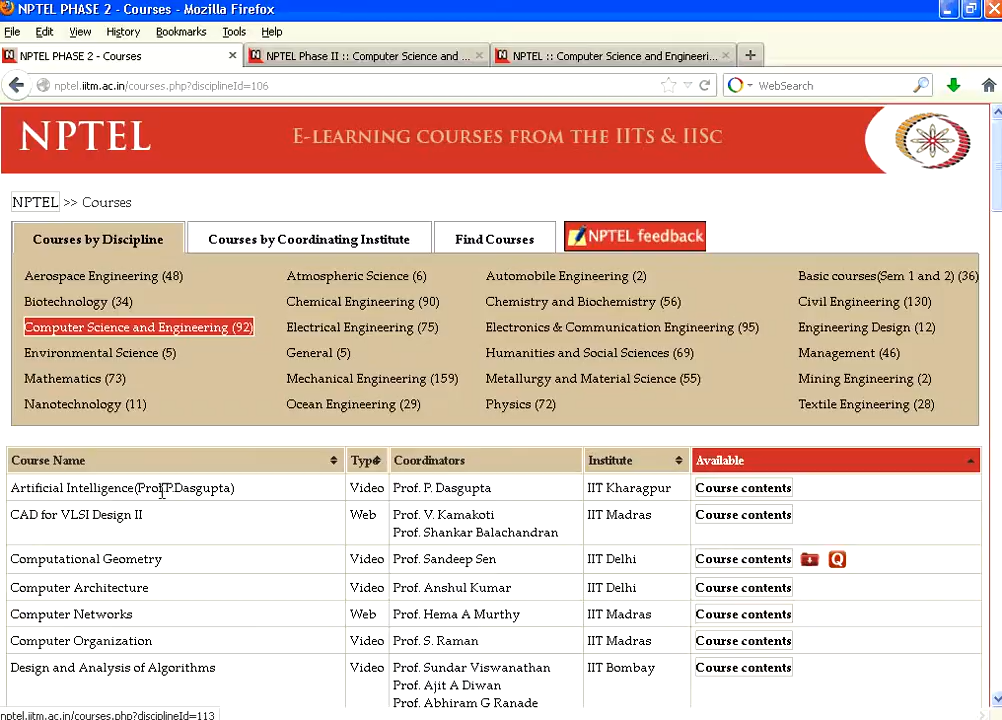 NPTEL PHASE 2 - Courses - Mozilla Firefox
File Edit View History Bookmarks Tools Help
NPTEL PHASE 2 - Courses × NPTEL Phase II :: Computer Science and ... × NPTEL :: Computer Science and Engineeri... × +
nptel.iitm.ac.in/courses.php?disciplineId=106 WebSearch
NPTEL E-LEARNING COURSES FROM THE IITS & IISC
NPTEL >> Courses
Courses by Discipline Courses by Coordinating Institute Find Courses NPTEL feedback
Aerospace Engineering (48) Atmospheric Science (6) Automobile Engineering (2) Basic courses(Sem 1 and 2) (36)
Biotechnology (34) Chemical Engineering (90) Chemistry and Biochemistry (56) Civil Engineering (130)
Computer Science and Engineering (92) Electrical Engineering (75) Electronics & Communication Engineering (95) Engineering Design (12)
Environmental Science (5) General (5) Humanities and Social Sciences (69) Management (46)
Mathematics (73) Mechanical Engineering (159) Metallurgy and Material Science (55) Mining Engineering (2)
Nanotechnology (11) Ocean Engineering (29) Physics (72) Textile Engineering (28)
Course Name Type Coordinators Institute Available
Artificial Intelligence(Prof.P.Dasgupta) Video Prof. P. Dasgupta IIT Kharagpur Course contents
CAD for VLSI Design II Web Prof. V. Kamakoti IIT Madras Course contents
Prof. Shankar Balachandran
Computational Geometry Video Prof. Sandeep Sen IIT Delhi Course contents Q
Computer Architecture Video Prof. Anshul Kumar IIT Delhi Course contents
Computer Networks Web Prof. Hema A Murthy IIT Madras Course contents
Computer Organization Video Prof. S. Raman IIT Madras Course contents
Design and Analysis of Algorithms Video Prof. Sundar Viswanathan IIT Bombay Course contents
Prof. Ajit A Diwan
Prof. Abhiram G Ranade
nptel.iitm.ac.in/courses.php?disciplineId=113